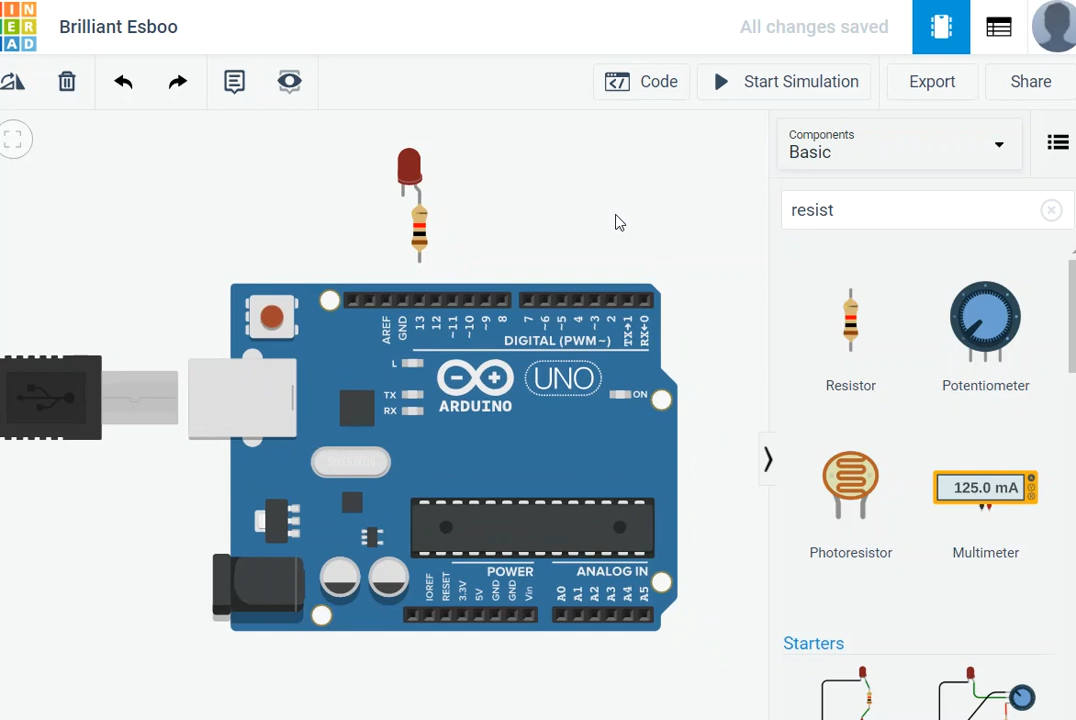 Brilliant Esboo
All changes saved
Code
Start Simulation
Export
Share
Components
Basic
resist
Resistor
Potentiometer
Photoresistor
125.0 mA
Multimeter
Starters
AREF
GND
13
12
~11
~10
~9
8
7
~6
~5
4
~3
2
TX→1
RX←0
DIGITAL (PWM~)
L
TX
RX
ARDUINO
UNO
ON
POWER
ANALOG IN
IOREF
RESET
3.3V
5V
GND
GND
Vin
A0
A1
A2
A3
A4
A5